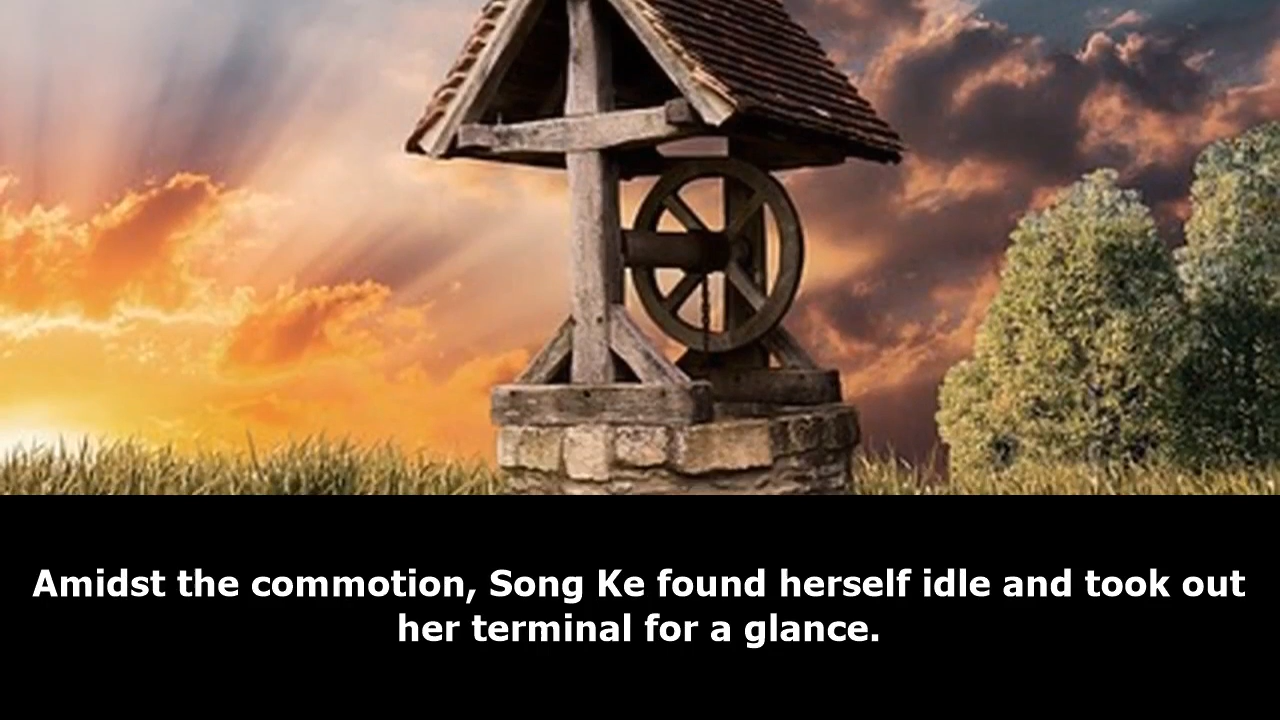 Amidst the commotion, Song Ke found herself idle and took out
her terminal for a glance.